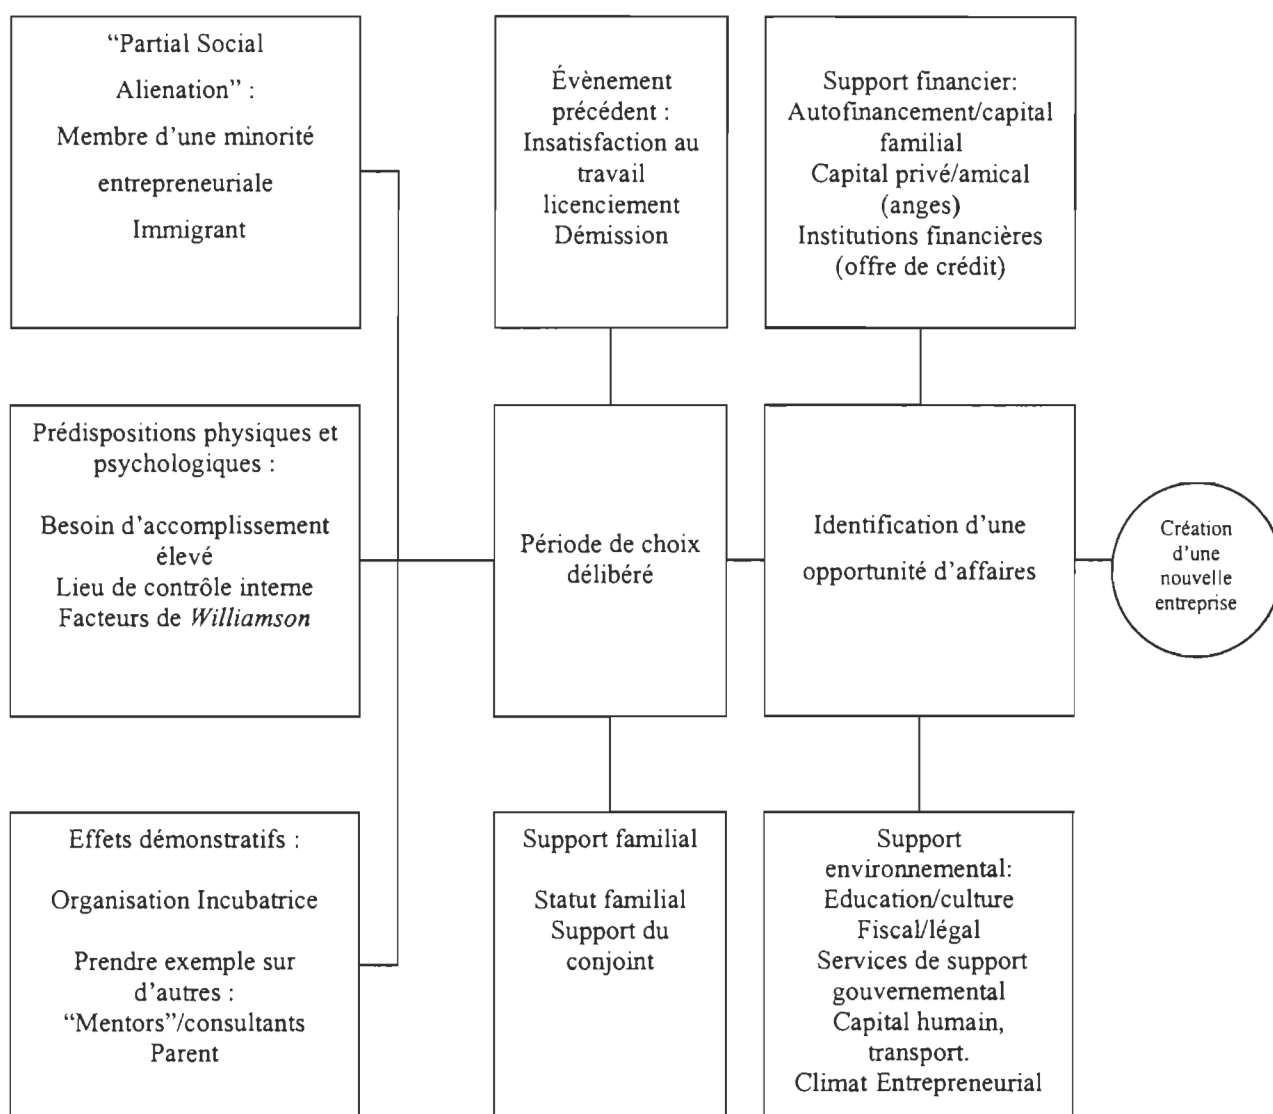 “Partial Social
Alienation” :
Membre d’une minorité
entrepreneuriale
Immigrant
Évènement
précédent :
Insatisfaction au
travail
licenciement
Démission
Support financier:
Autofinancement/capital
familial
Capital privé/amical
(anges)
Institutions financières
(offre de crédit)
Prédispositions physiques et
psychologiques :
Besoin d’accomplissement
élevé
Lieu de contrôle interne
Facteurs de Williamson
Période de choix
délibéré
Identification d’une
opportunité d’affaires
Création
d’une
nouvelle
entreprise
Effets démonstratifs :
Organisation Incubatrice
Prendre exemple sur
d’autres :
“Mentors”/consultants
Parent
Support familial
Statut familial
Support du
conjoint
Support
environnemental:
Education/culture
Fiscal/légal
Services de support
gouvernemental
Capital humain,
transport.
Climat Entrepreneurial